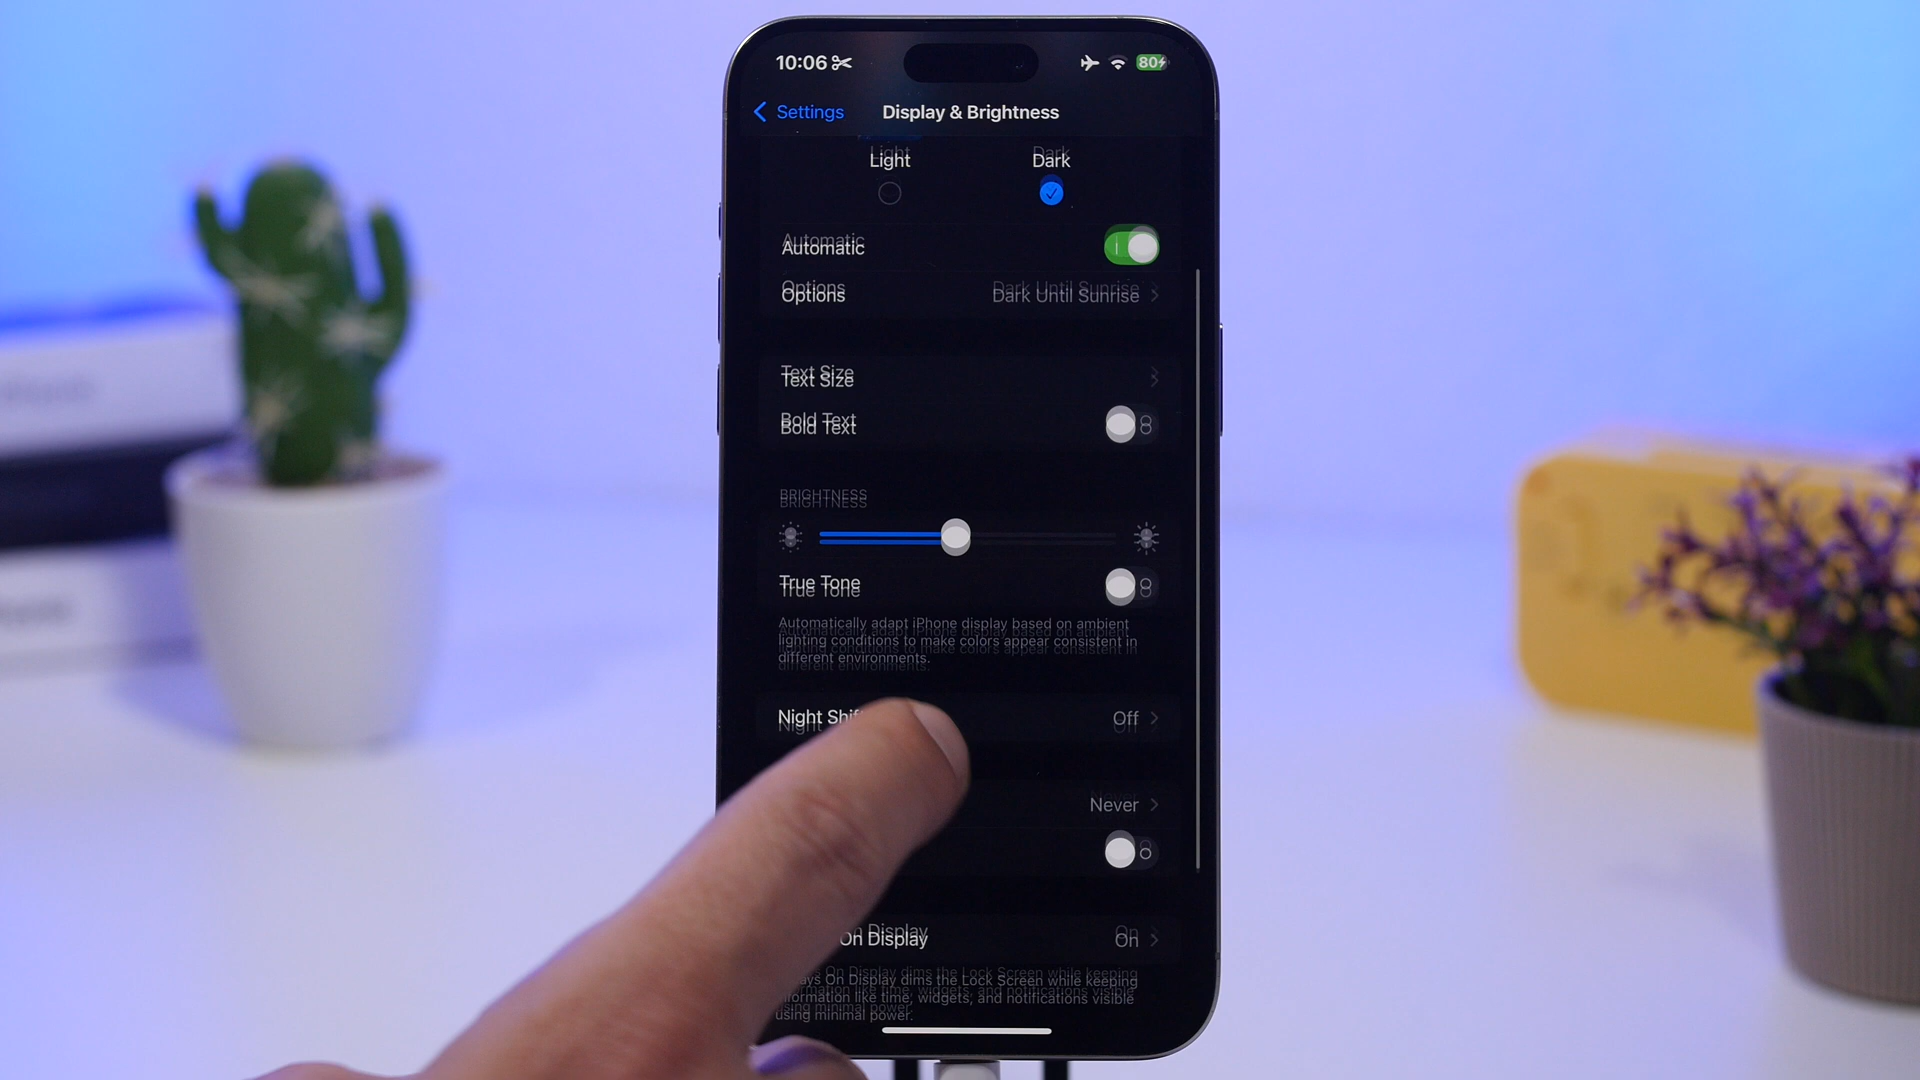 10:06
80
Settings
Display & Brightness
Light
Dark
Automatic
Options
Dark Until Sunrise
Text Size
Bold Text
BRIGHTNESS
True Tone
Automatically adapt iPhone display based on ambient
lighting conditions to make colors appear consistent in
different environments.
Night Shif
Off
Never
On Display
On
ays On Display dims the Lock Screen while keeping
formation like time, widgets, and notifications visible
using minimal power.